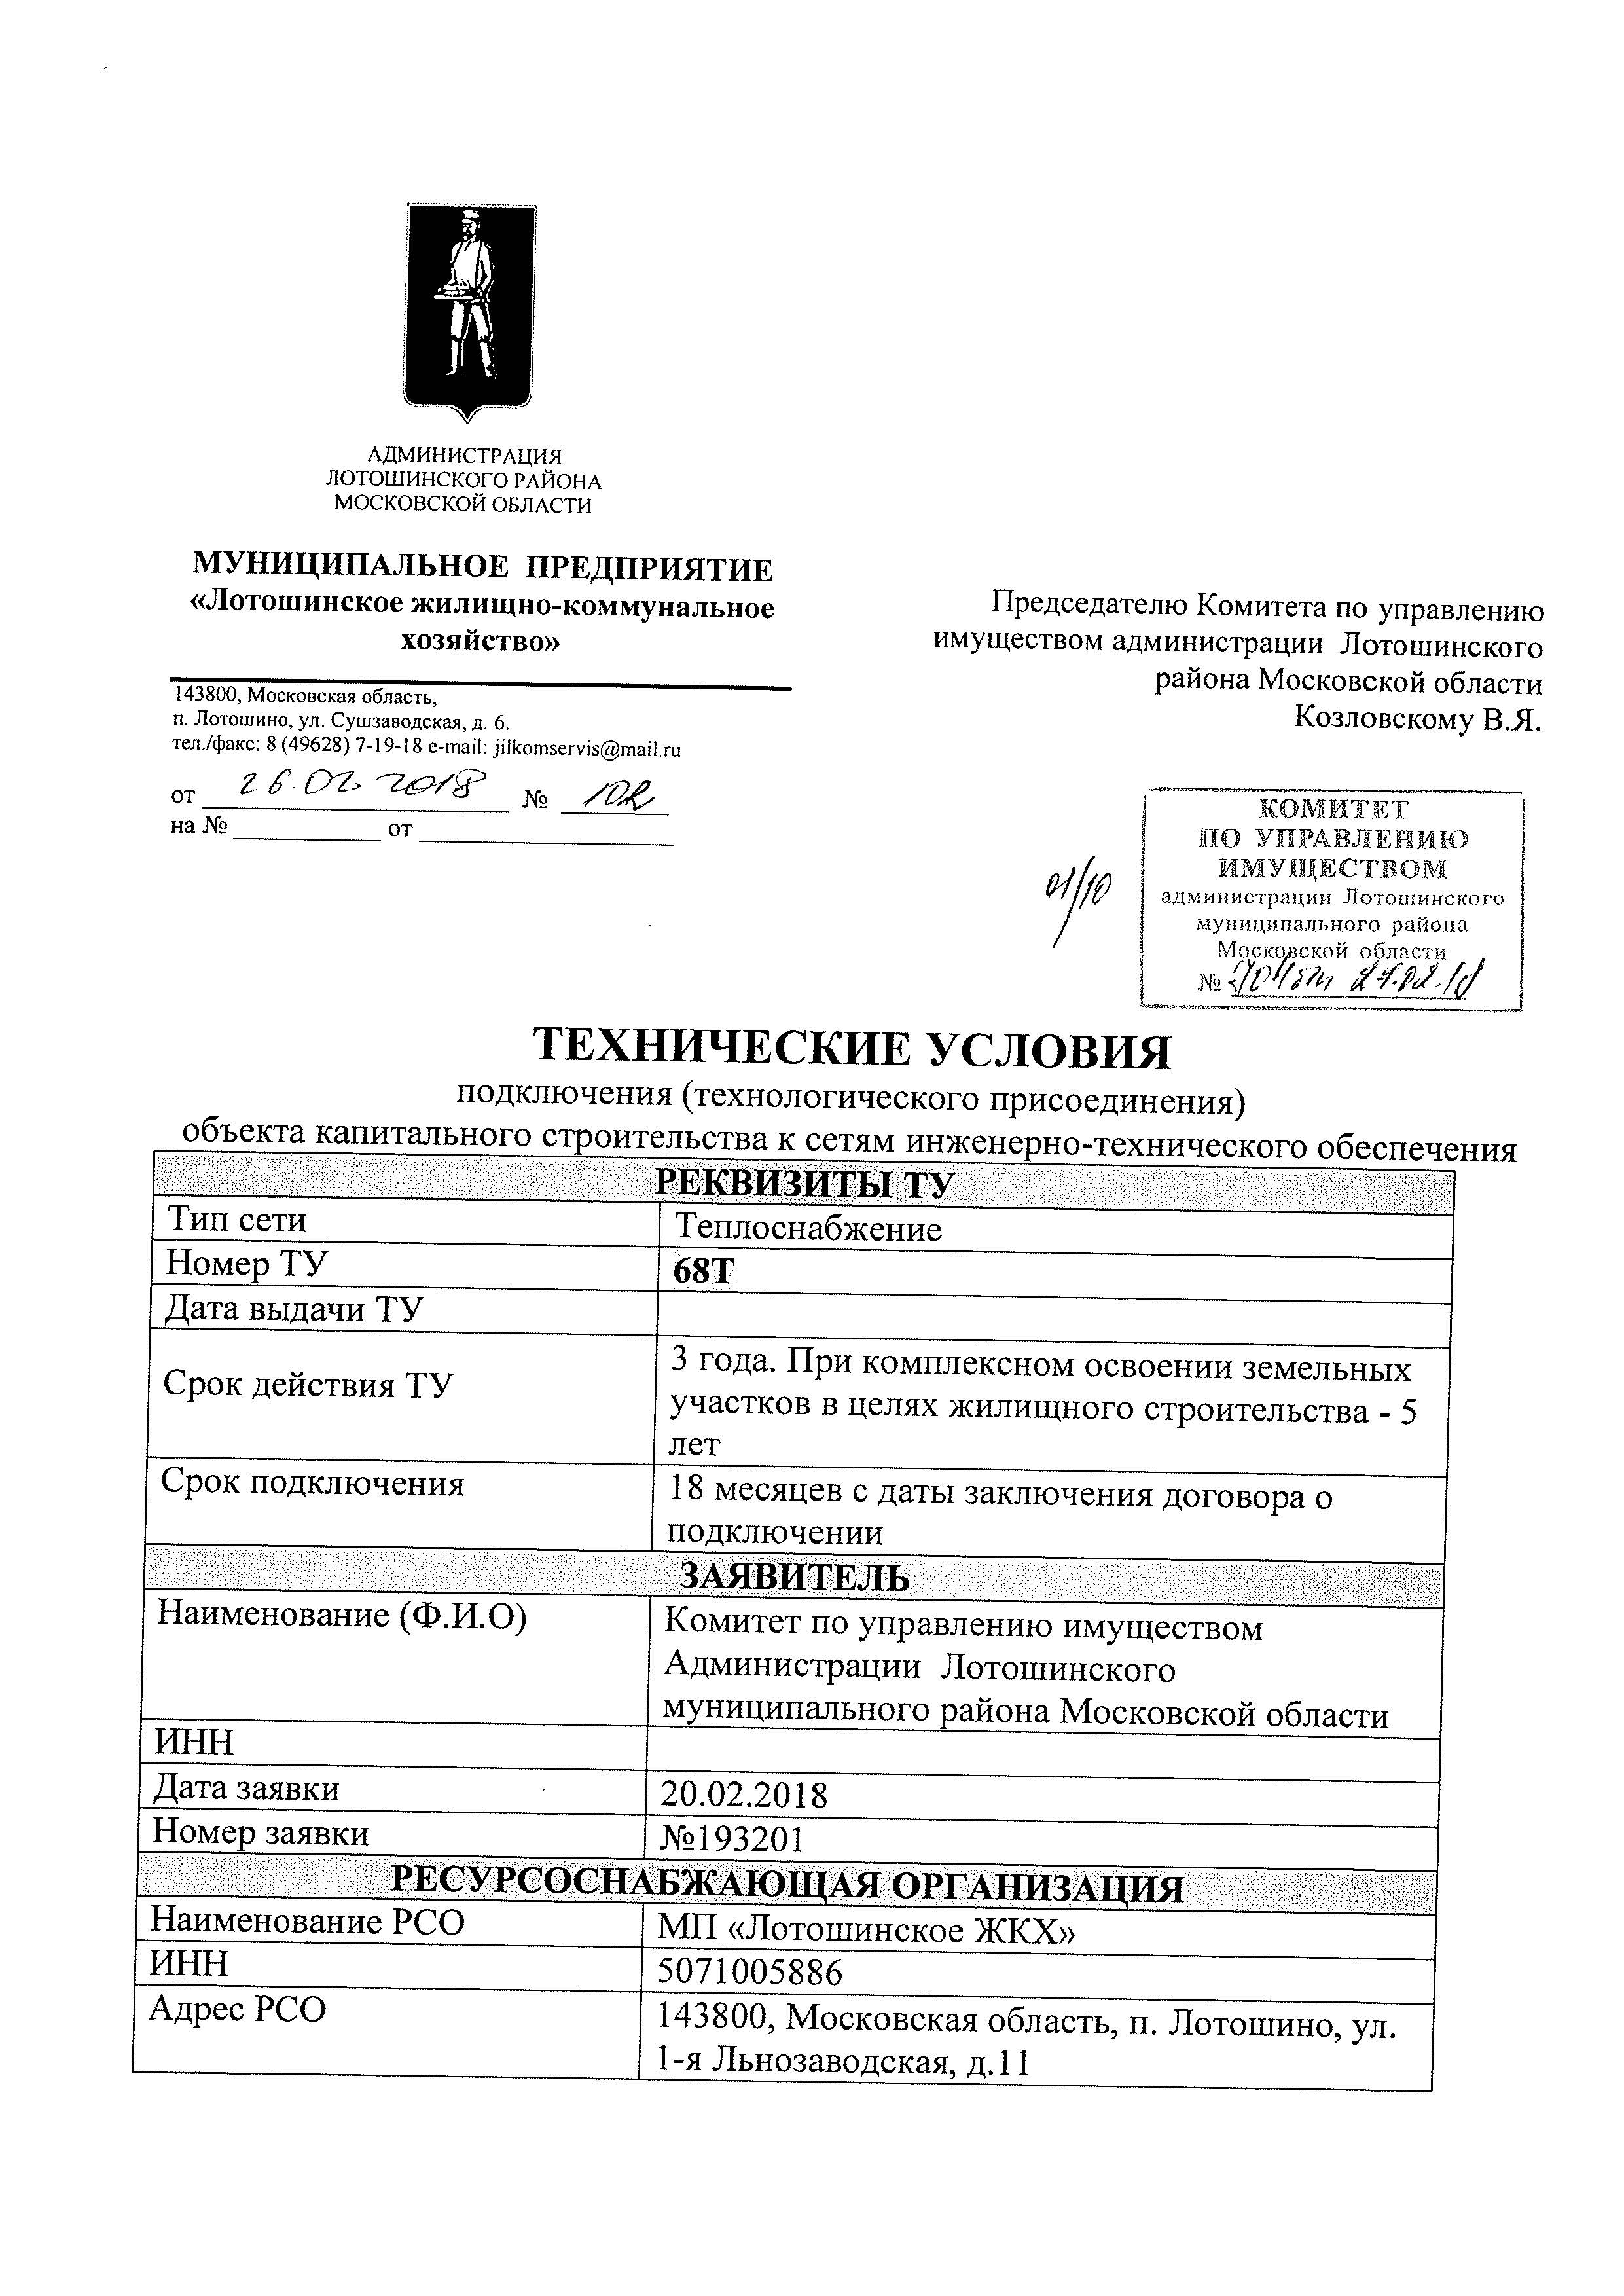 АДМИНИСТРАЦИЯ
ЛОТОШИНСКОГО РАЙОНА
МОСКОВСКОЙ ОБЛАСТИ
МУНИЦИПАЛЬНОЕ ПРЕДПРИЯТИЕ
«Лотошинское жилищно-коммунальное
хозяйство»
143800, Московская область,
п. Лотошино, ул. Сушзаводская, д. 6.
тел./факс: 8 (49628) 7-19-18 e-mail: jilkomservis@mail.ru
от 26.02.2018 № 102
на № от
Председателю Комитета по управлению
имуществом администрации Лотошинского
района Московской области
Козловскому В.Я.
01/10
КОМИТЕТ
ПО УПРАВЛЕНИЮ
ИМУЩЕСТВОМ
администрации Лотошинского
муниципального района
Московской области
№ 27.02.18
ТЕХНИЧЕСКИЕ УСЛОВИЯ
подключения (технологического присоединения)
объекта капитального строительства к сетям инженерно-технического обеспечения
РЕКВИЗИТЫ ТУ
Тип сети Теплоснабжение
Номер ТУ 68Т
Дата выдачи ТУ
Срок действия ТУ
3 года. При комплексном освоении земельных
участков в целях жилищного строительства - 5
лет
Срок подключения
18 месяцев с даты заключения договора о
подключении
ЗАЯВИТЕЛЬ
Наименование (Ф.И.О)
Комитет по управлению имуществом
Администрации Лотошинского
муниципального района Московской области
ИНН
Дата заявки 20.02.2018
Номер заявки №193201
РЕСУРСОСНАБЖАЮЩАЯ ОРГАНИЗАЦИЯ
Наименование РСО МП «Лотошинское ЖКХ»
ИНН 5071005886
Адрес РСО
143800, Московская область, п. Лотошино, ул.
1-я Льнозаводская, д.11